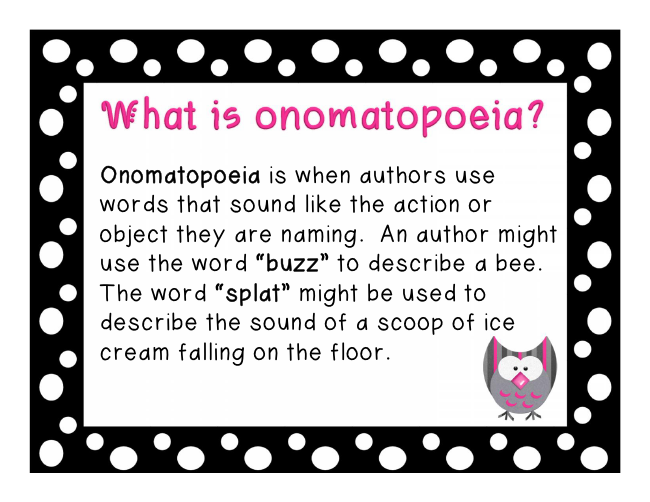 What is onomatopoeia?
Onomatopoeia is when authors use
words that sound like the action or
object they are naming.  An author might
use the word “buzz” to describe a bee.
The word “splat” might be used to
describe the sound of a scoop of ice
cream falling on the floor.